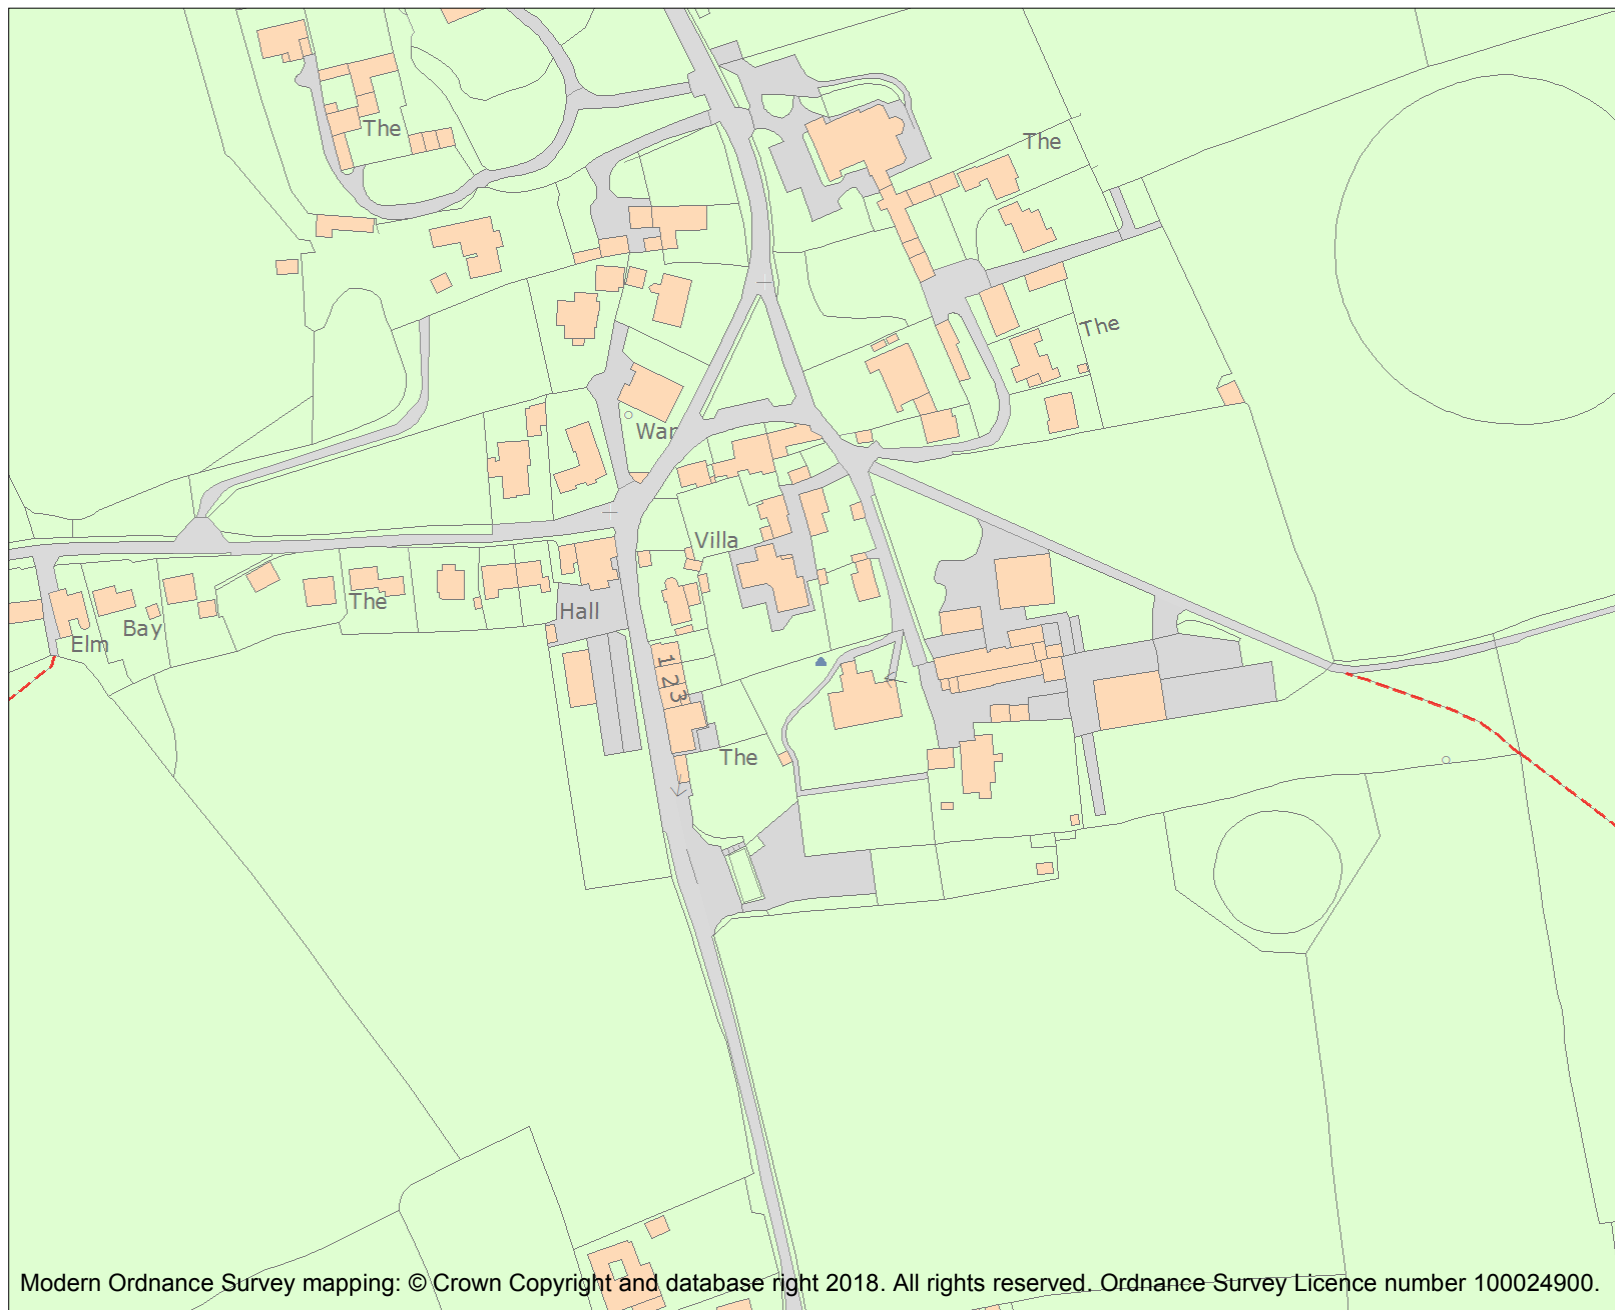 The
The
The
War
Villa
The
Hall
Bay
Elm
1
2
3
The
Modern Ordnance Survey mapping: © Crown Copyright and database right 2018. All rights reserved. Ordnance Survey Licence number 100024900.